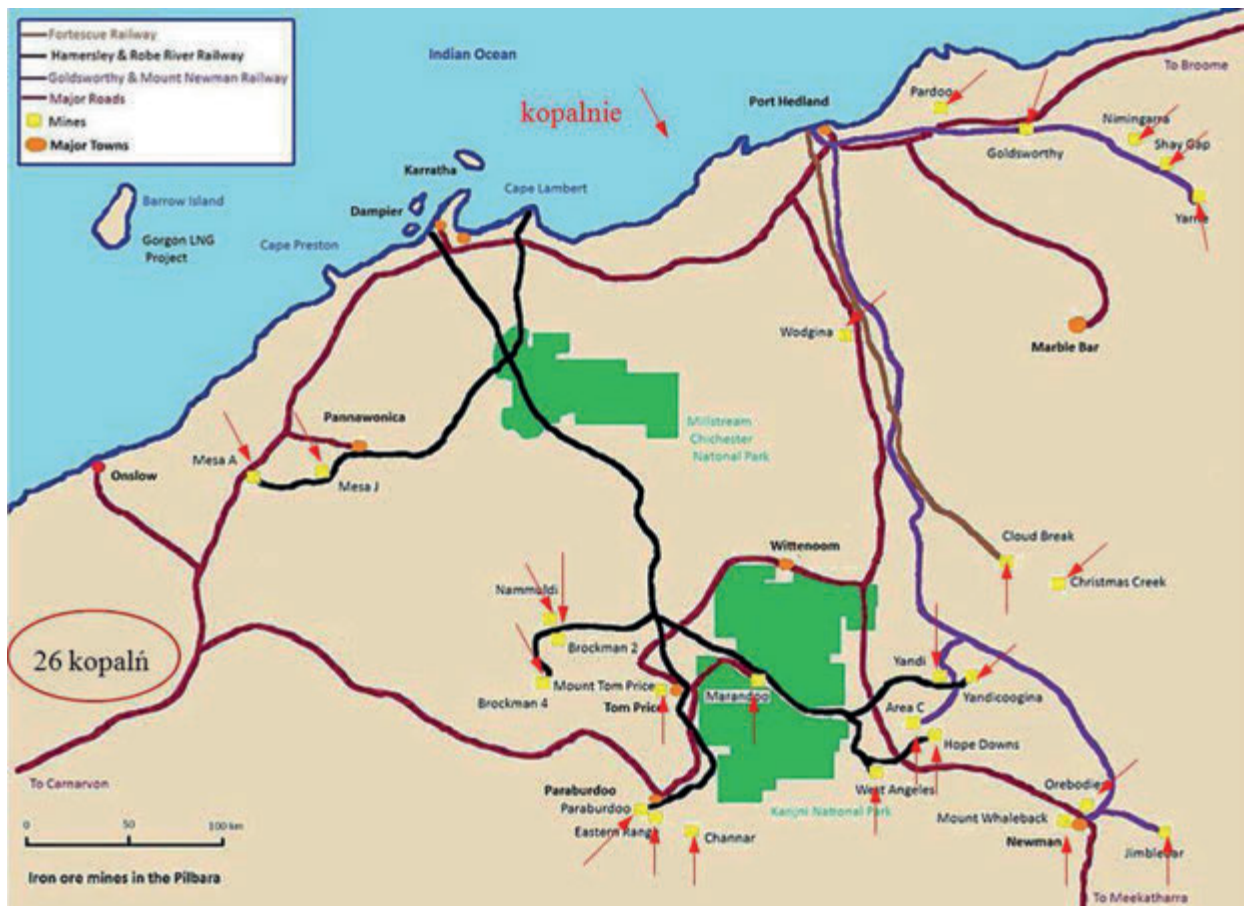 Fortescue Railway
Hamersley & Robe River Railway
Goldsworthy & Mount Newman Railway
Major Roads
Mines
Major Towns
Indian Ocean
kopalnie
To Broome
Pardoo
Port Hedland
Nimingarra
Goldsworthy
Shay Gap
Yarrie
Karratha
Cape Lambert
Dampier
Barrow Island
Gorgon LNG
Project
Cape Preston
Wodgina
Marble Bar
Pannawonica
Millstream
Chichester
Natonal Park
Mesa A
Mesa J
Onslow
Cloud Break
Wittenoom
Christmas Creek
Nammuldi
26 kopalń
Brockman 2
Yandi
Brockman 4
Mount Tom Price
Marandoo
Yandicoogina
Tom Price
Area C
Hope Downs
To Carnarvon
West Angeles
Orebodies
Paraburdoo
Paraburdoo
Kanjni National Park
Mount Whaleback
Eastern Range
Channar
Newman
Jimblebar
0 50 100 km
Iron ore mines in the Pilbara
To Meekatharra